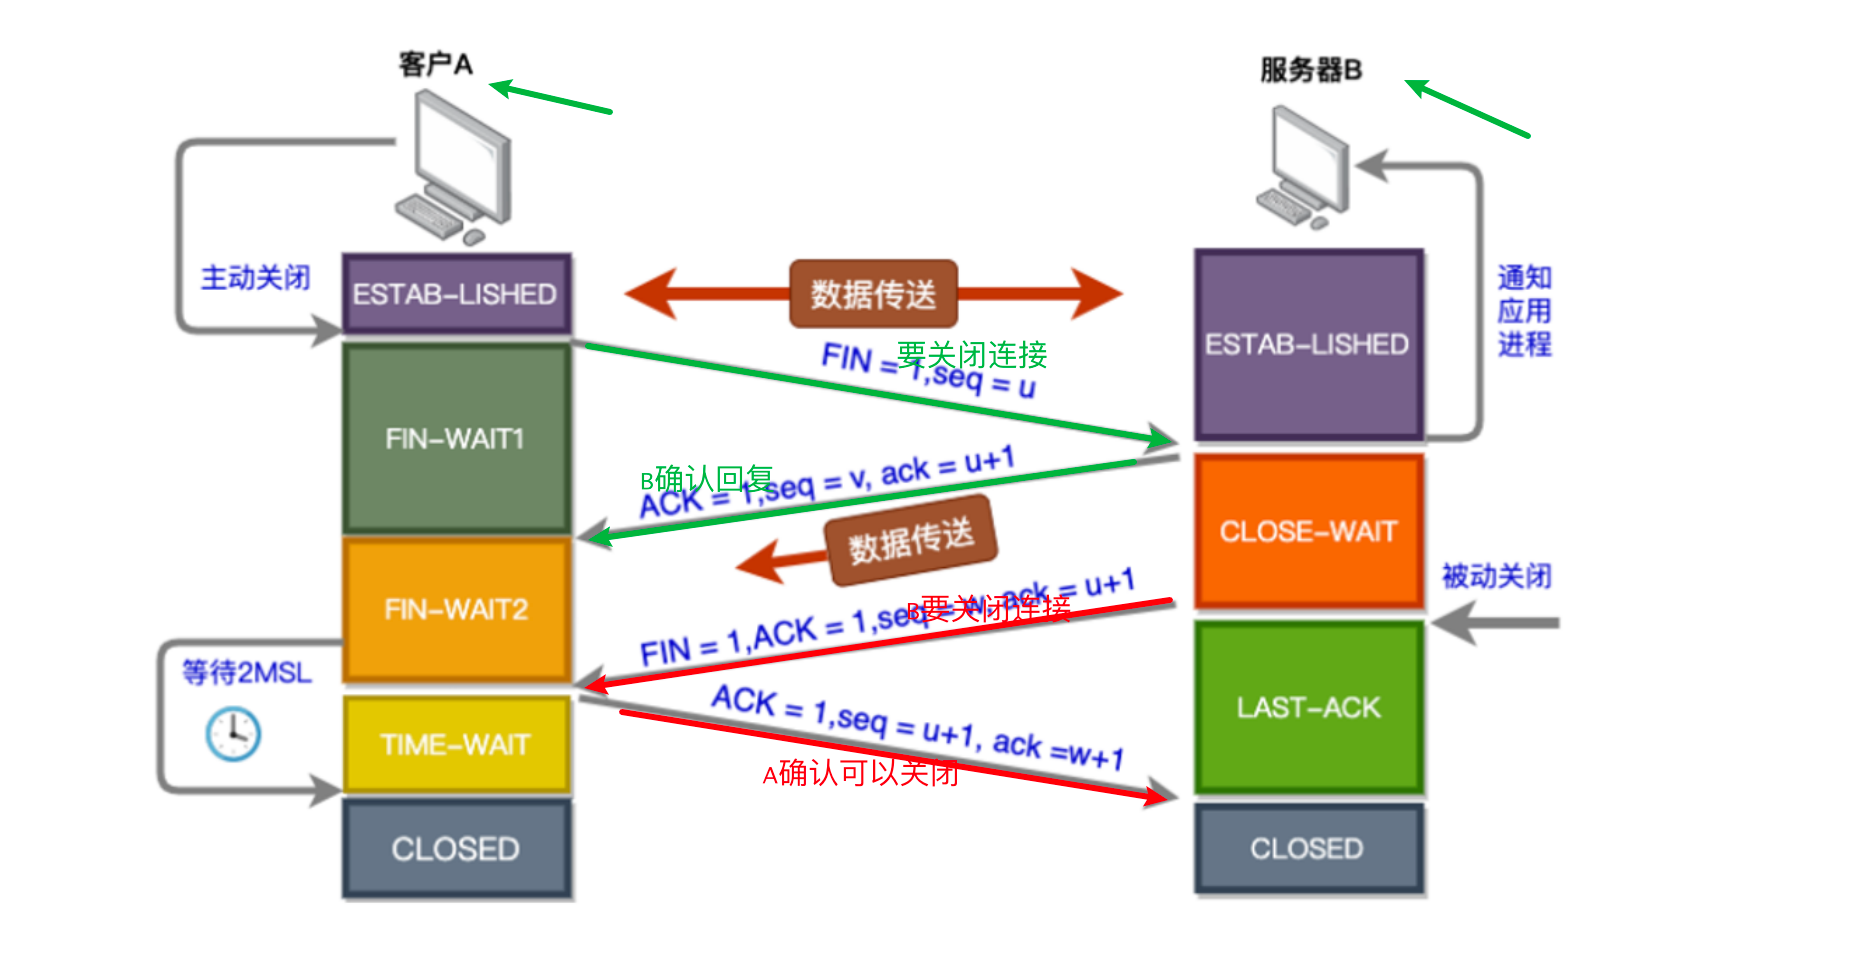 客户A
服务器B
主动关闭
ESTAB-LISHED
数据传送
ESTAB-LISHED
通知
应用
进程
要关闭连接
FIN = 1,seq = u
FIN-WAIT1
B确认回复
ACK = 1,seq = v, ack = u+1
CLOSE-WAIT
数据传送
被动关闭
FIN-WAIT2
B要关闭连接
FIN = 1,ACK = 1,seq = w, ack = u+1
等待2MSL
LAST-ACK
TIME-WAIT
ACK = 1,seq = u+1, ack =w+1
A确认可以关闭
CLOSED
CLOSED